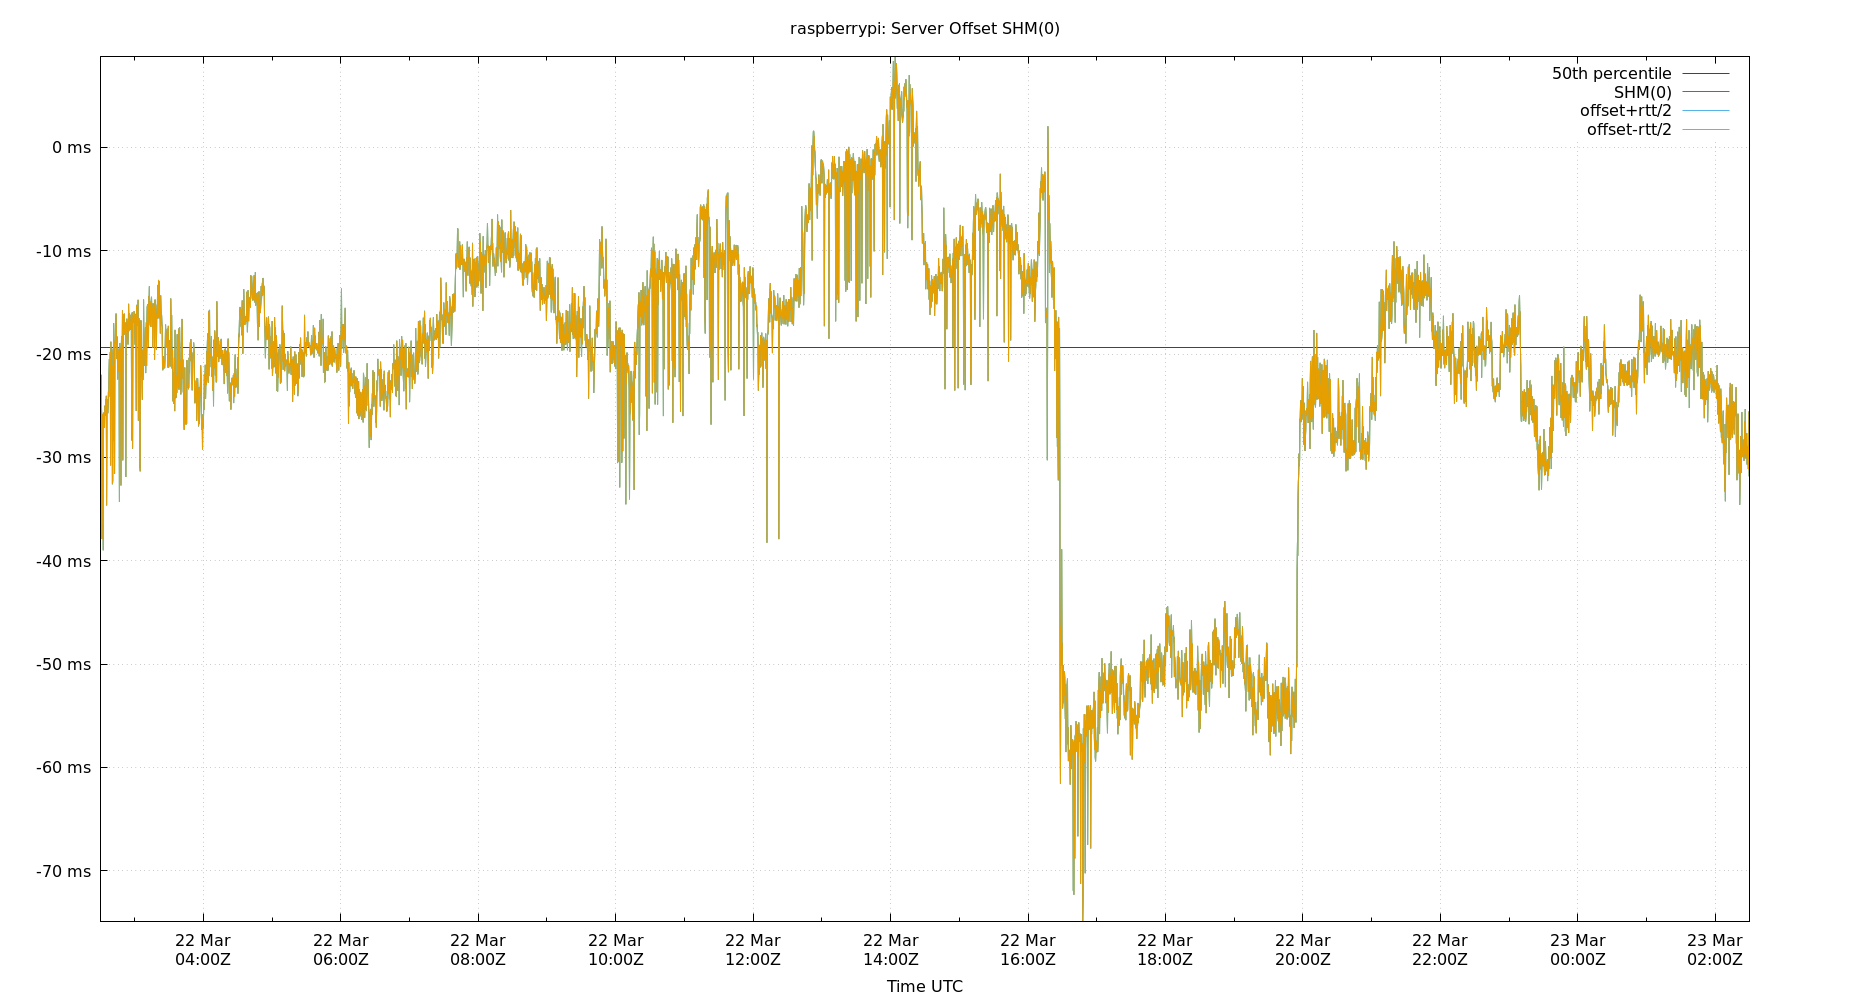 raspberrypi: Server Offset SHM(0)
50th percentile
SHM(0)
offset+rtt/2
offset-rtt/2
0 ms
-10 ms
-20 ms
-30 ms
-40 ms
-50 ms
-60 ms
-70 ms
22 Mar 22 Mar 22 Mar 22 Mar 22 Mar 22 Mar 22 Mar 22 Mar 22 Mar 22 Mar 23 Mar 23 Mar
04:00Z 06:00Z 08:00Z 10:00Z 12:00Z 14:00Z 16:00Z 18:00Z 20:00Z 22:00Z 00:00Z 02:00Z
Time UTC